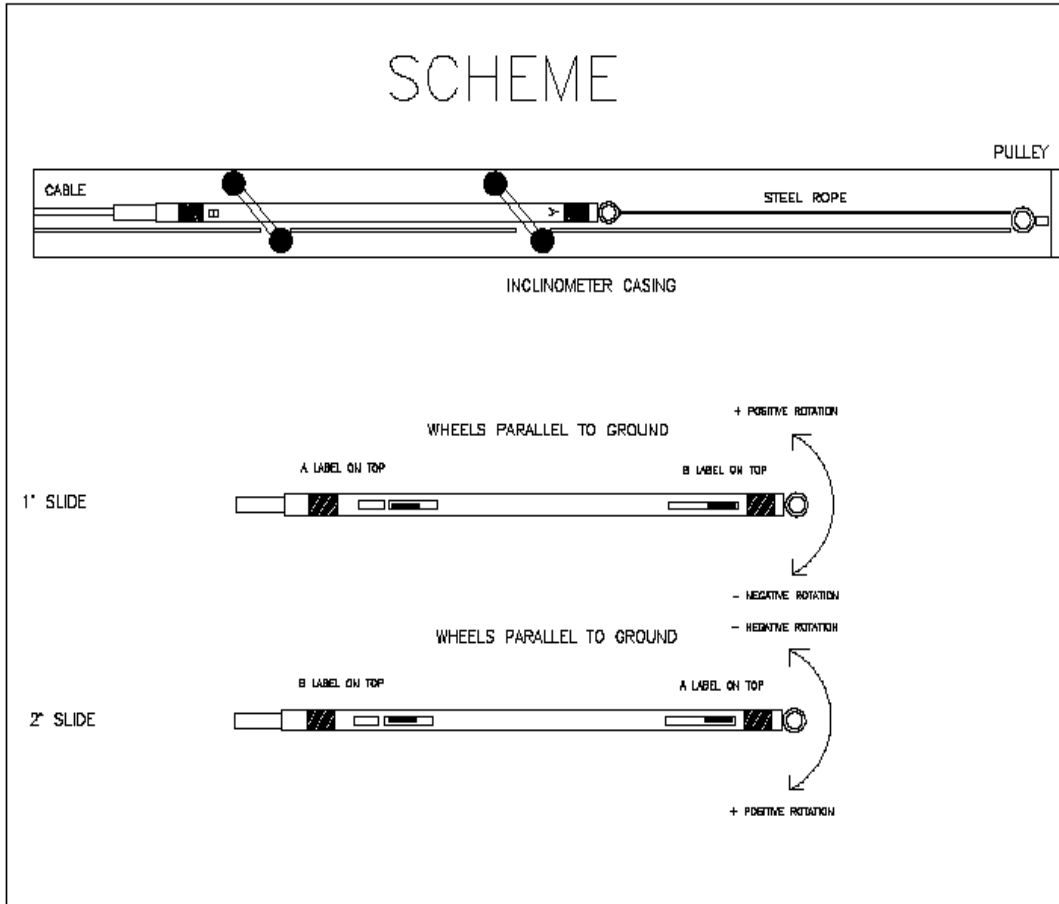 SCHEME
PULLEY
CABLE
STEEL ROPE
B
A
INCLINOMETER CASING
+ POSITIVE ROTATION
WHEELS PARALLEL TO GROUND
A LABEL ON TOP
B LABEL ON TOP
1° SLIDE
- NEGATIVE ROTATION
- NEGATIVE ROTATION
WHEELS PARALLEL TO GROUND
B LABEL ON TOP
A LABEL ON TOP
2° SLIDE
+ POSITIVE ROTATION